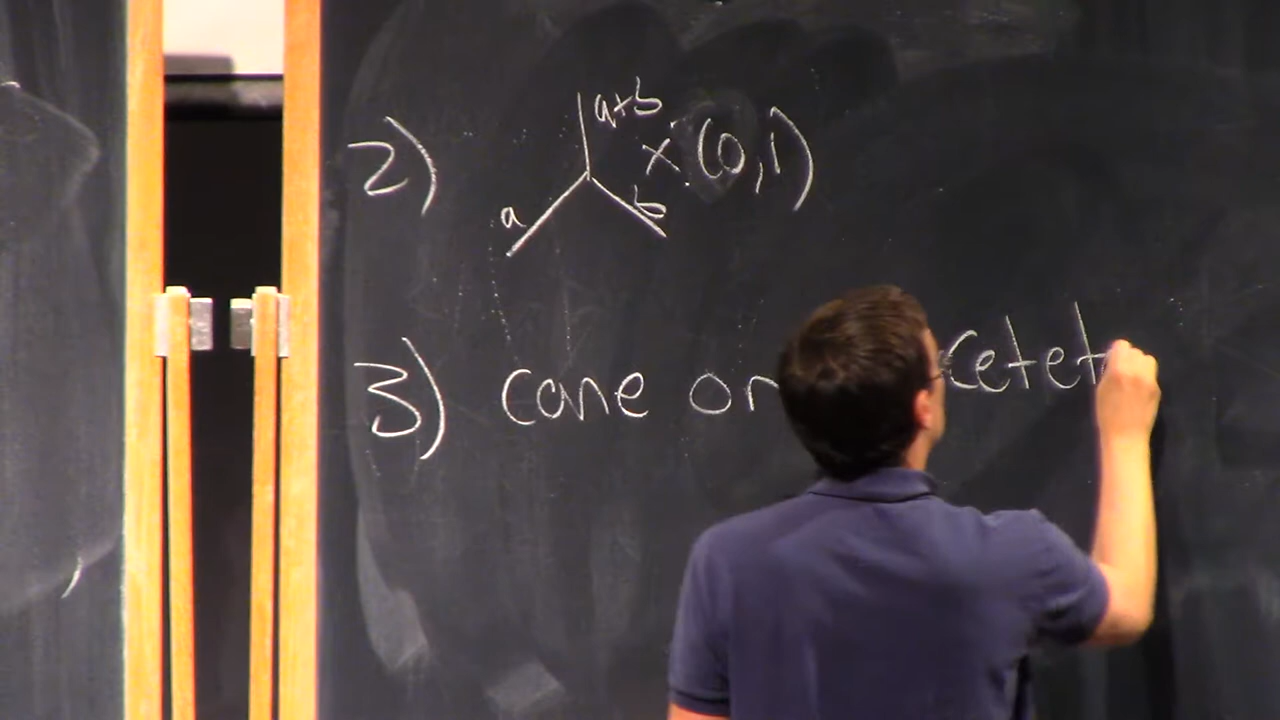 2) a+b a b × (0,1)
3) cone on cetet